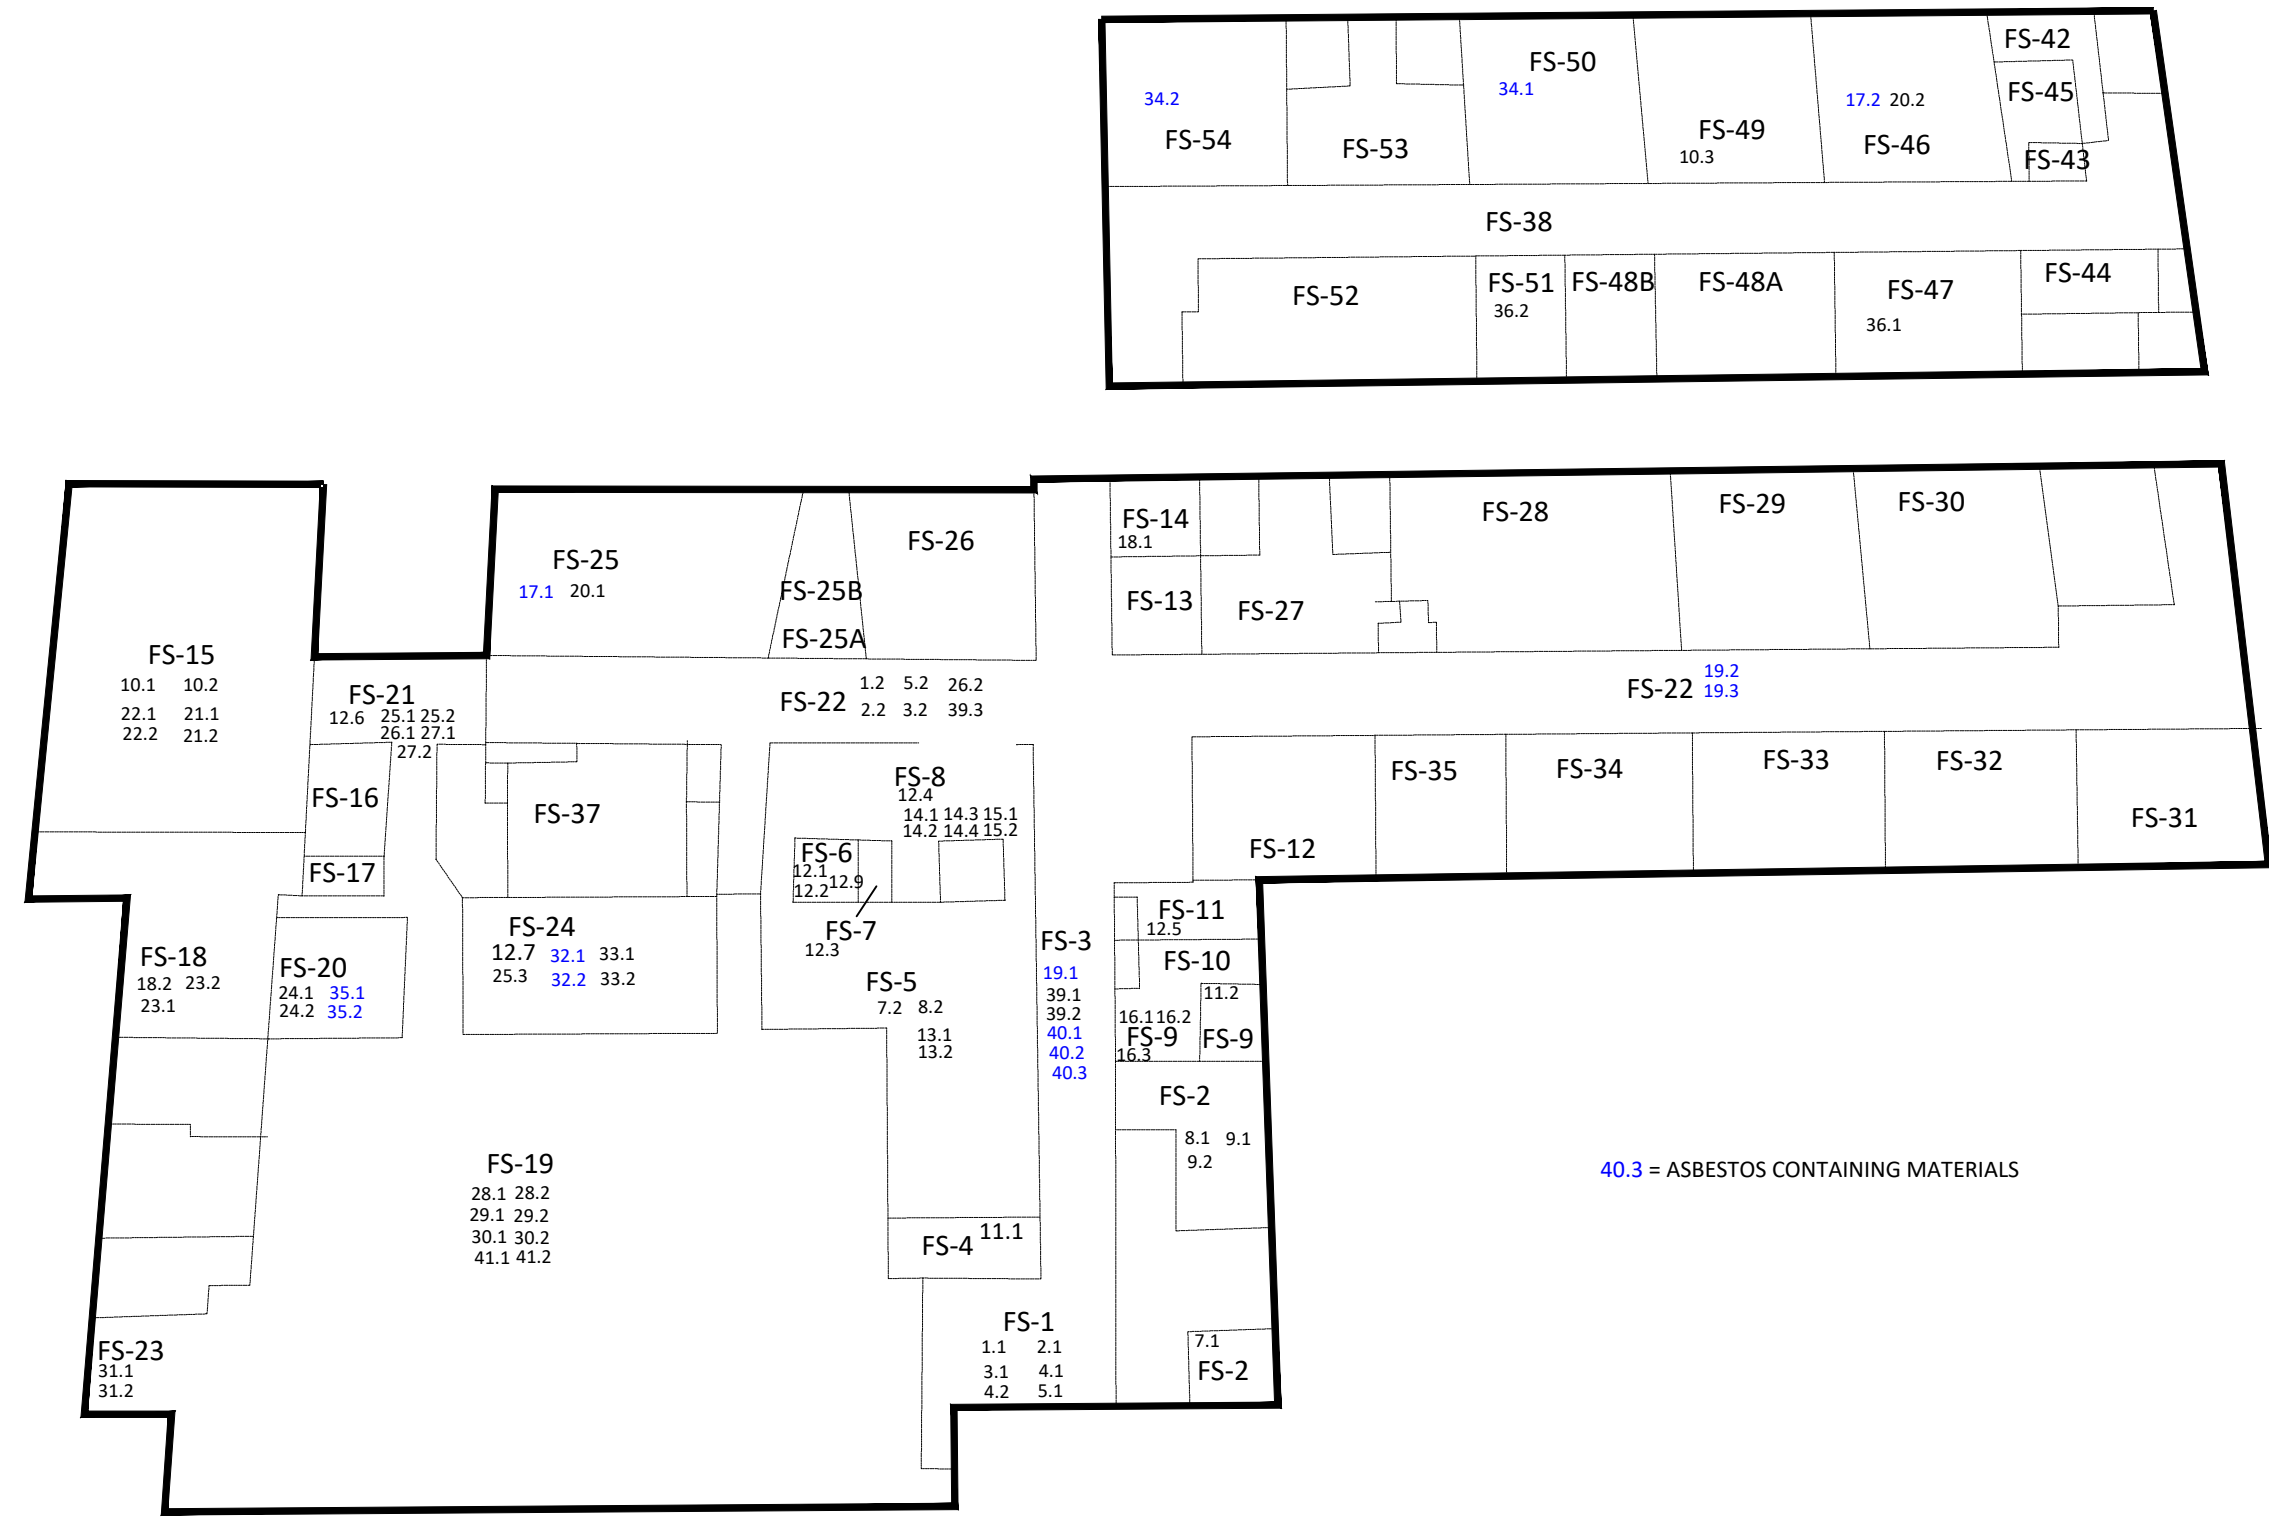 FS-42
FS-50
34.1
34.2
FS-54
FS-53
FS-49
10.3
17.2 20.2
FS-46
FS-45
FS-43
FS-38
FS-52
FS-51
36.2
FS-48B
FS-48A
FS-47
36.1
FS-44
FS-25
17.1 20.1
FS-25B
FS-25A
FS-26
FS-14
18.1
FS-13
FS-27
FS-28
FS-29
FS-30
FS-15
10.1 10.2
22.1 21.1
22.2 21.2
FS-21
12.6 25.1 25.2
26.1 27.1
27.2
FS-22
1.2 5.2 26.2
2.2 3.2 39.3
FS-22
19.2
19.3
FS-16
FS-17
FS-37
FS-8
12.4
14.1 14.3 15.1
14.2 14.4 15.2
FS-6
12.1
12.2
12.9
FS-7
12.3
FS-12
FS-35
FS-34
FS-33
FS-32
FS-31
FS-18
18.2 23.2
23.1
FS-20
24.1 35.1
24.2 35.2
FS-24
12.7 32.1 33.1
25.3 32.2 33.2
FS-5
7.2 8.2
13.1
13.2
FS-3
19.1
39.1
39.2
40.1
40.2
40.3
FS-11
12.5
FS-10
11.2
16.1 16.2
FS-9
16.3
FS-9
FS-2
8.1 9.1
9.2
FS-19
28.1 28.2
29.1 29.2
30.1 30.2
41.1 41.2
FS-4 11.1
40.3 = ASBESTOS CONTAINING MATERIALS
FS-1
1.1 2.1
3.1 4.1
4.2 5.1
7.1
FS-2
FS-23
31.1
31.2